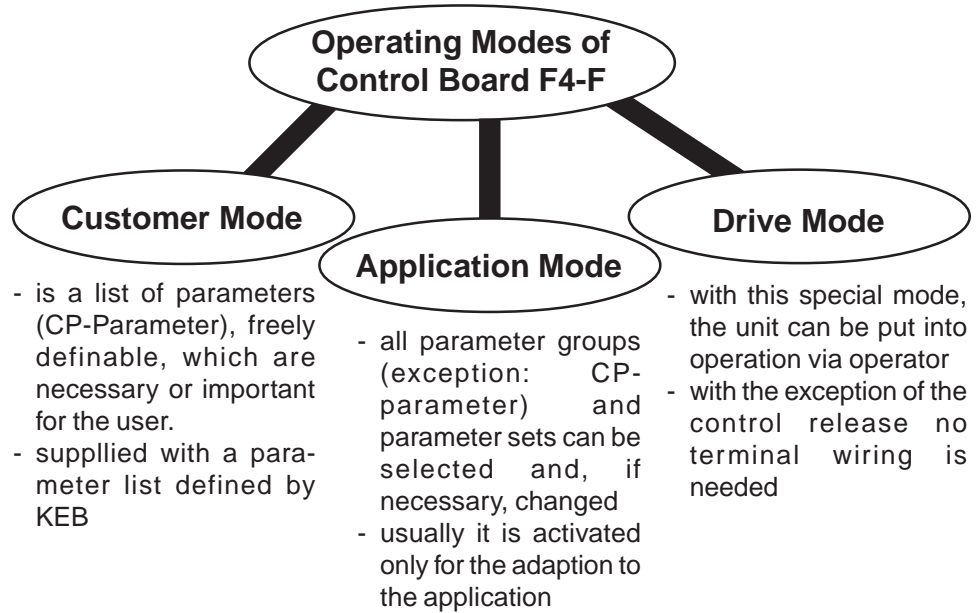 Operating Modes of
Control Board F4-F
Customer Mode
- is a list of parameters
(CP-Parameter), freely
definable, which are
necessary or important
for the user.
- suppllied with a para-
meter list defined by
KEB
Application Mode
- all parameter groups
(exception: CP-
parameter) and
parameter sets can be
selected and, if
necessary, changed
- usually it is activated
only for the adaption to
the application
Drive Mode
- with this special mode,
the unit can be put into
operation via operator
- with the exception of the
control release no
terminal wiring is
needed